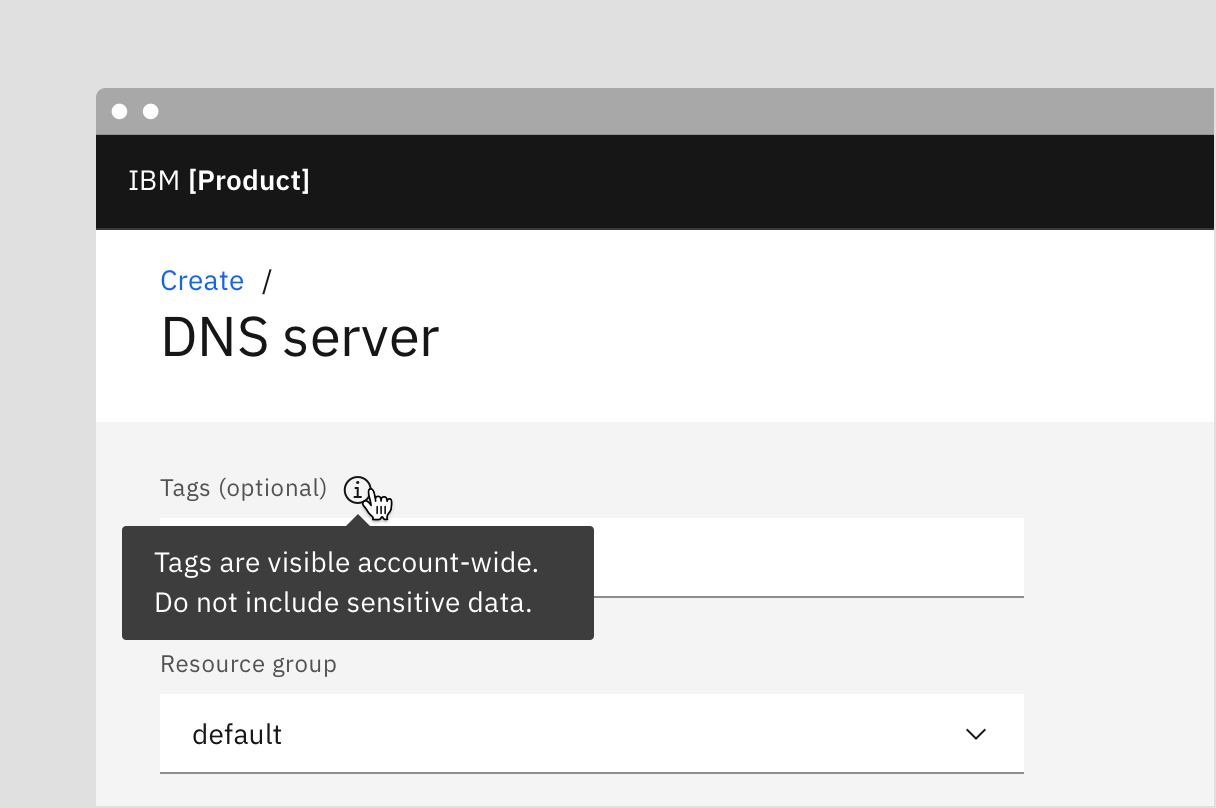 IBM [Product]
Create /
DNS server
Tags (optional)
Tags are visible account-wide.
Do not include sensitive data.
Resource group
default